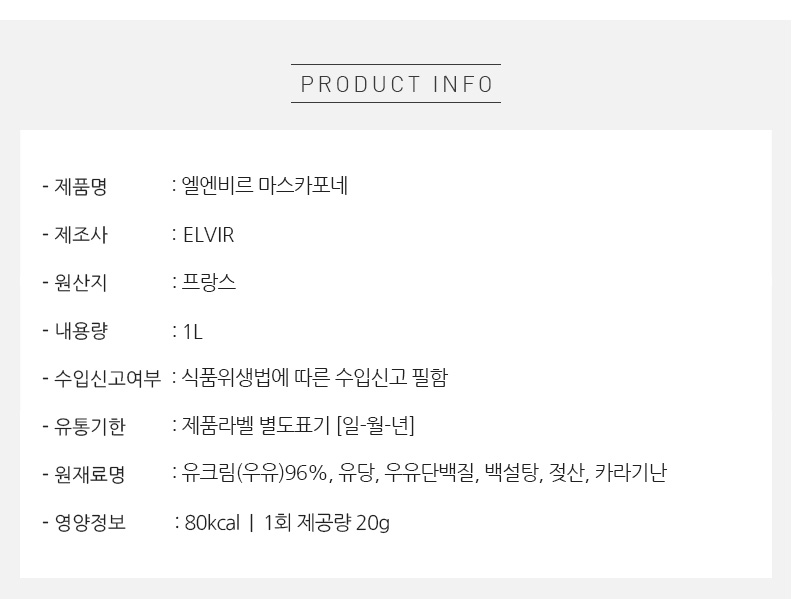 PRODUCT INFO
- 제품명 : 엘엔비르 마스카포네
- 제조사 : ELVIR
- 원산지 : 프랑스
- 내용량 : 1L
- 수입신고여부 : 식품위생법에 따른 수입신고 필함
- 유통기한 : 제품라벨 별도표기 [일-월-년]
- 원재료명 : 유크림(우유)96%, 유당, 우유단백질, 백설탕, 젖산, 카라기난
- 영양정보 : 80kcal | 1회 제공량 20g